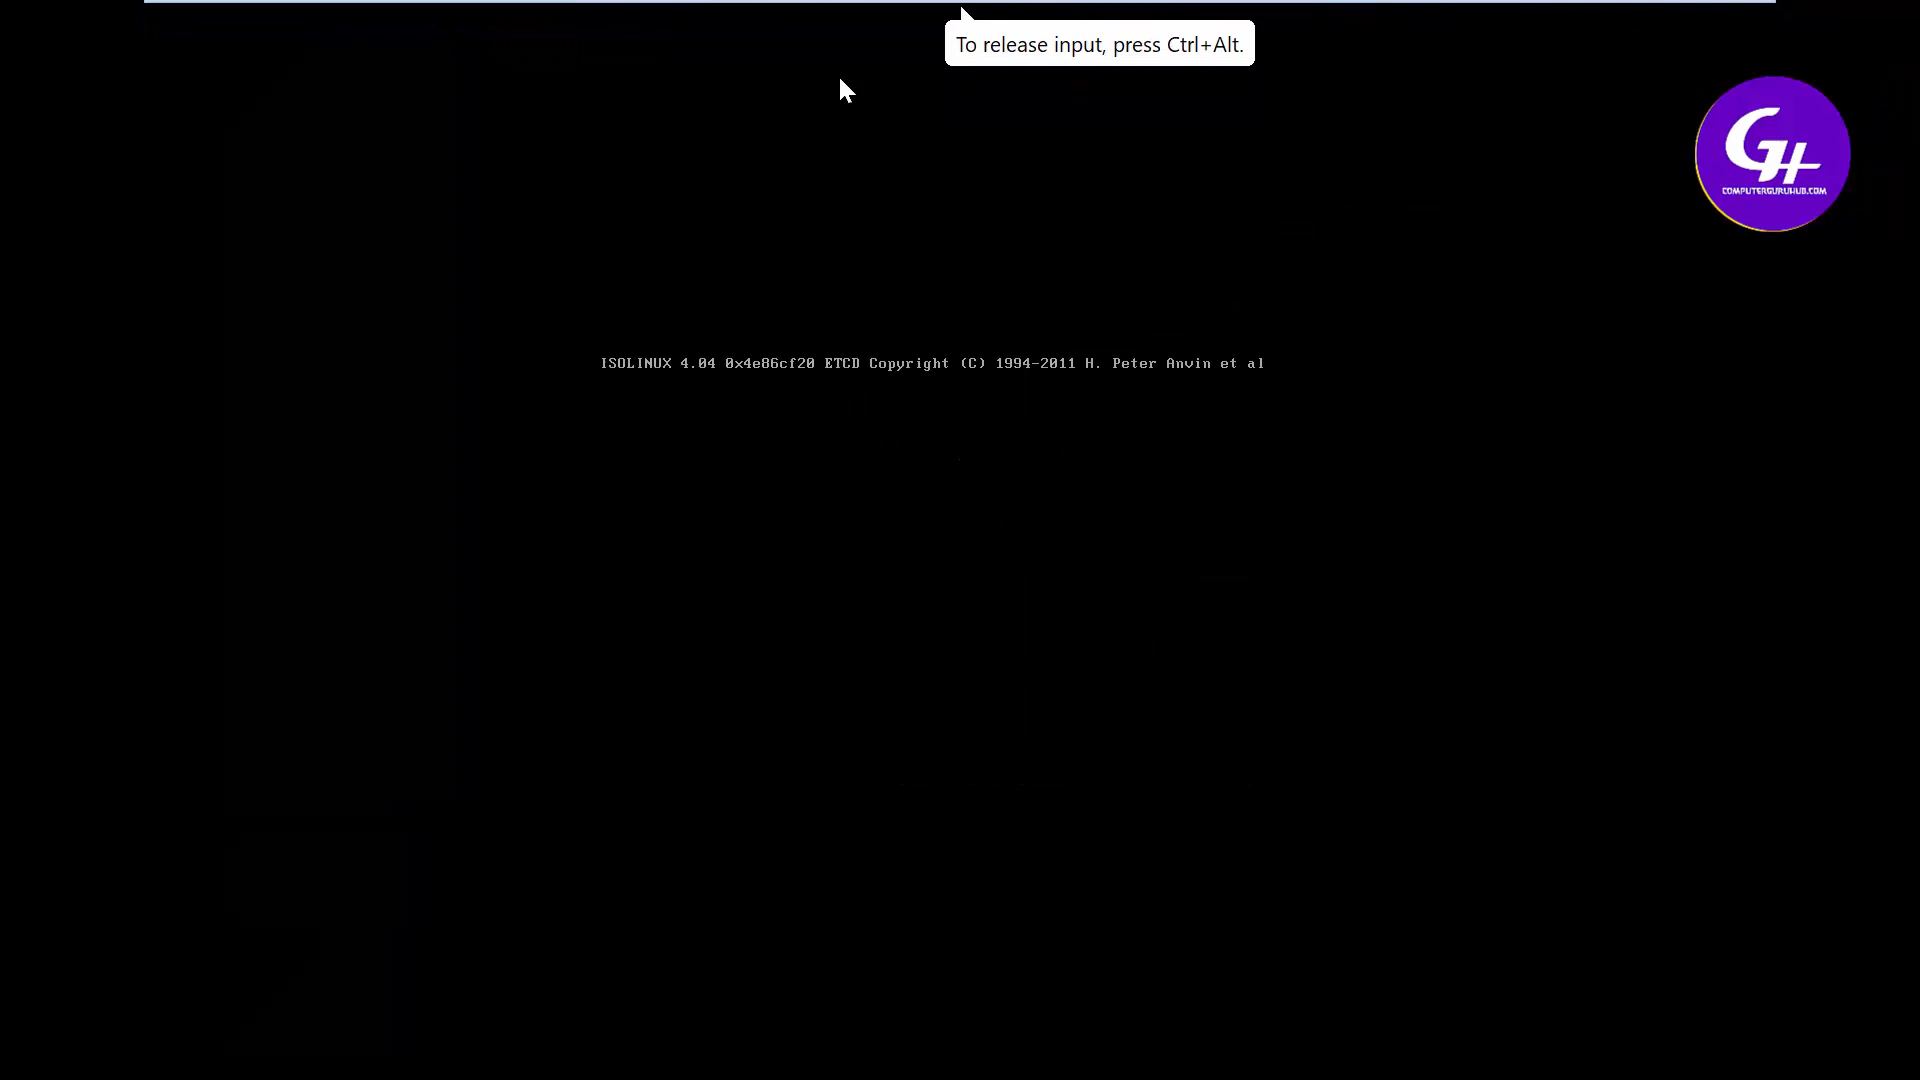 To release input, press Ctrl+Alt.
GH
COMPUTERGURUHUB.COM
ISOLINUX 4.04 0x4e86cf20 ETCD Copyright (C) 1994-2011 H. Peter Anvin et al